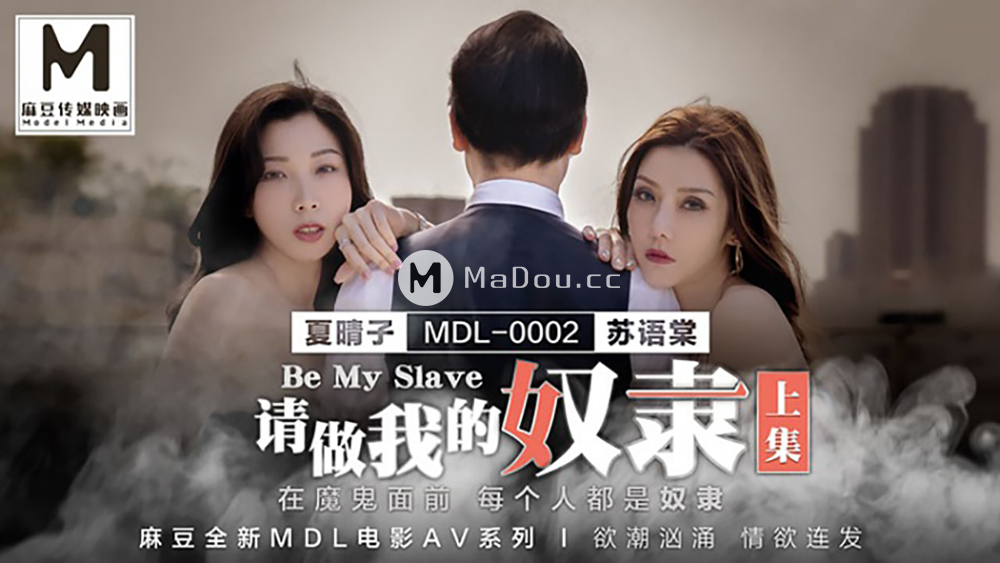 M
麻豆传媒映画
Model Media
M MaDou.cc
夏晴子 MDL-0002 苏语棠
Be My Slave
请做我的奴隶 上集
在魔鬼面前 每个人都是奴隶
麻豆全新MDL电影AV系列 I 欲潮汹涌 情欲连发